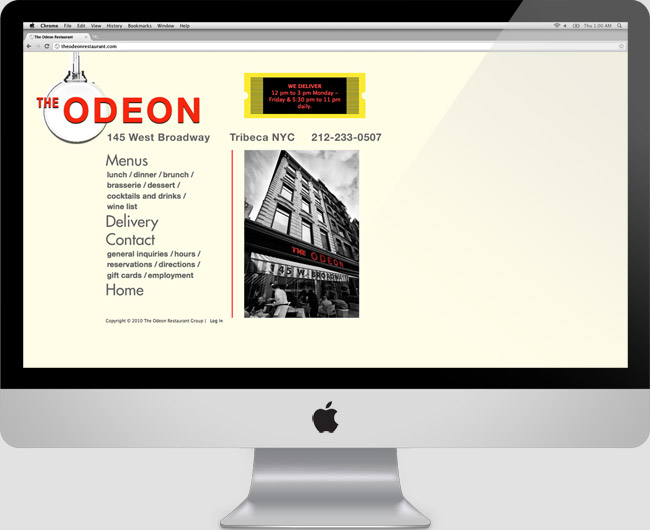 Chrome File Edit View History Bookmarks Window Help
Thu 1:00 AM
The Odeon Restaurant
theodeonrestaurant.com
THE ODEON
WE DELIVER
12 pm to 3 pm Monday –
Friday & 5:30 pm to 11 pm
daily.
145 West Broadway Tribeca NYC 212-233-0507
Menus
lunch / dinner / brunch /
brasserie / dessert /
cocktails and drinks /
wine list
Delivery
Contact
general inquiries / hours /
reservations / directions /
gift cards / employment
Home
THE ODEON
145 W. BROADWAY
Copyright © 2010 The Odeon Restaurant Group | Log in